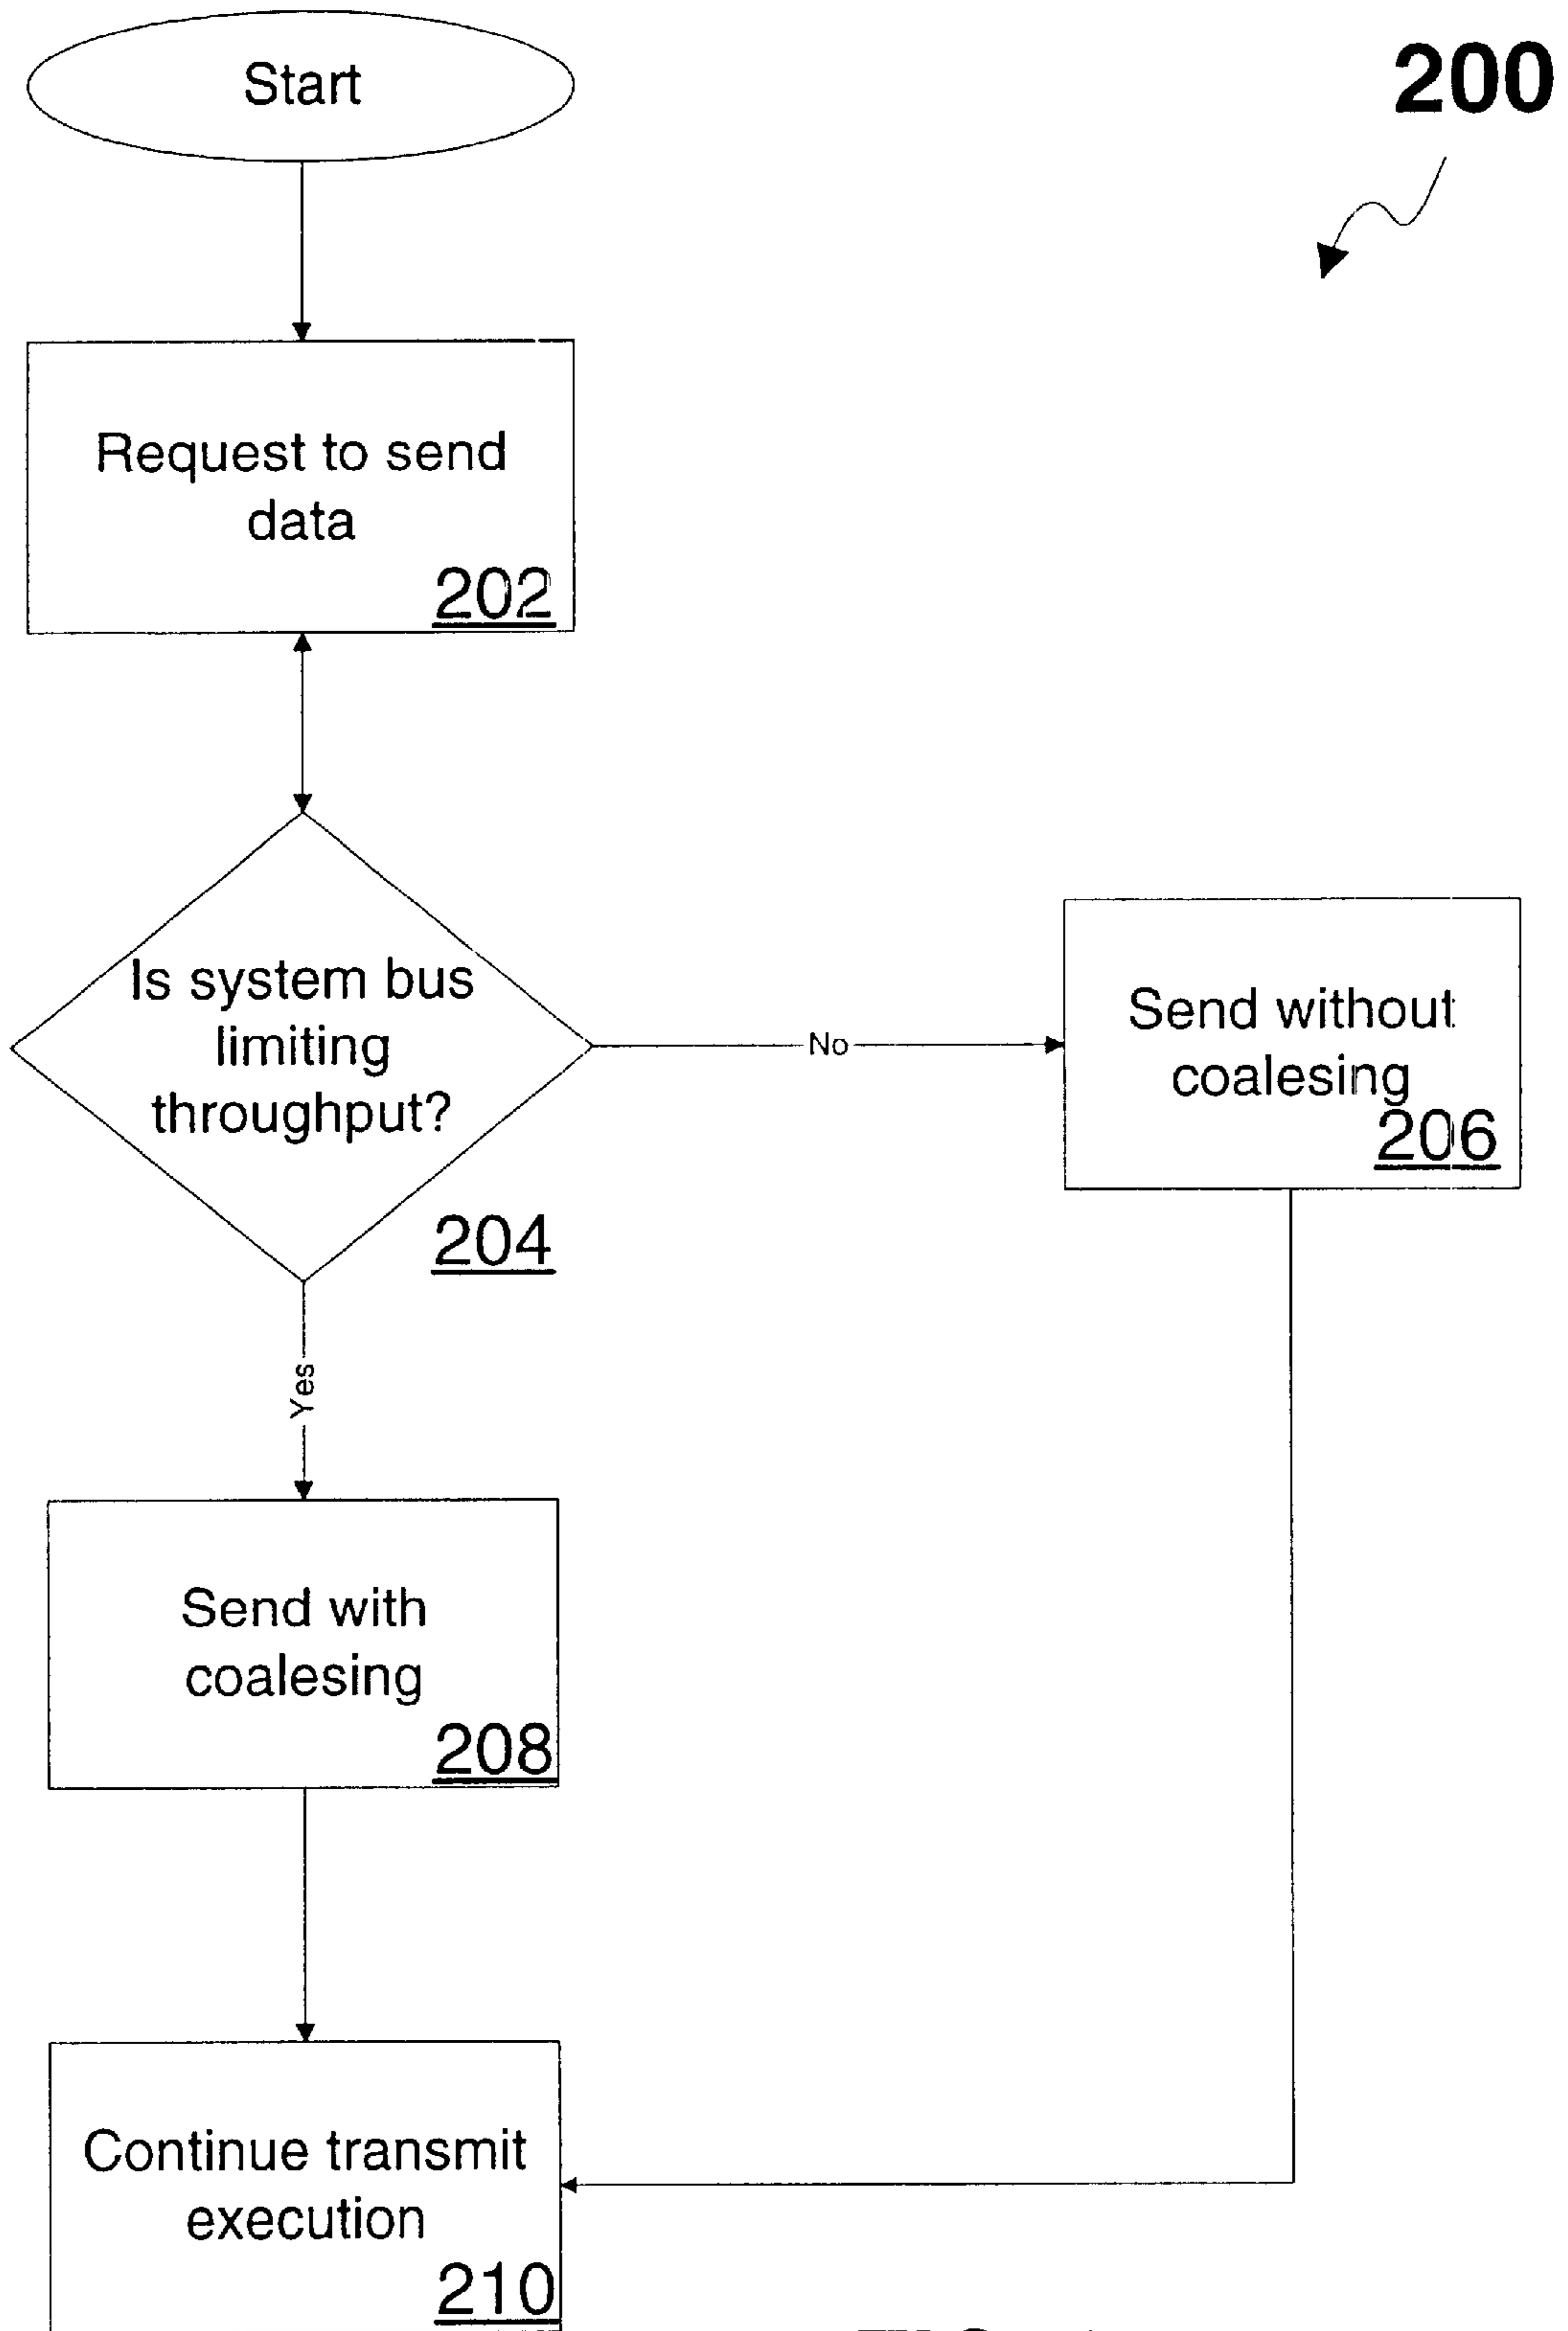 Start
200
Request to send
data
202
Is system bus
limiting
throughput?
204
No
Send without
coalesing
206
Yes
Send with
coalesing
208
Continue transmit
execution
210